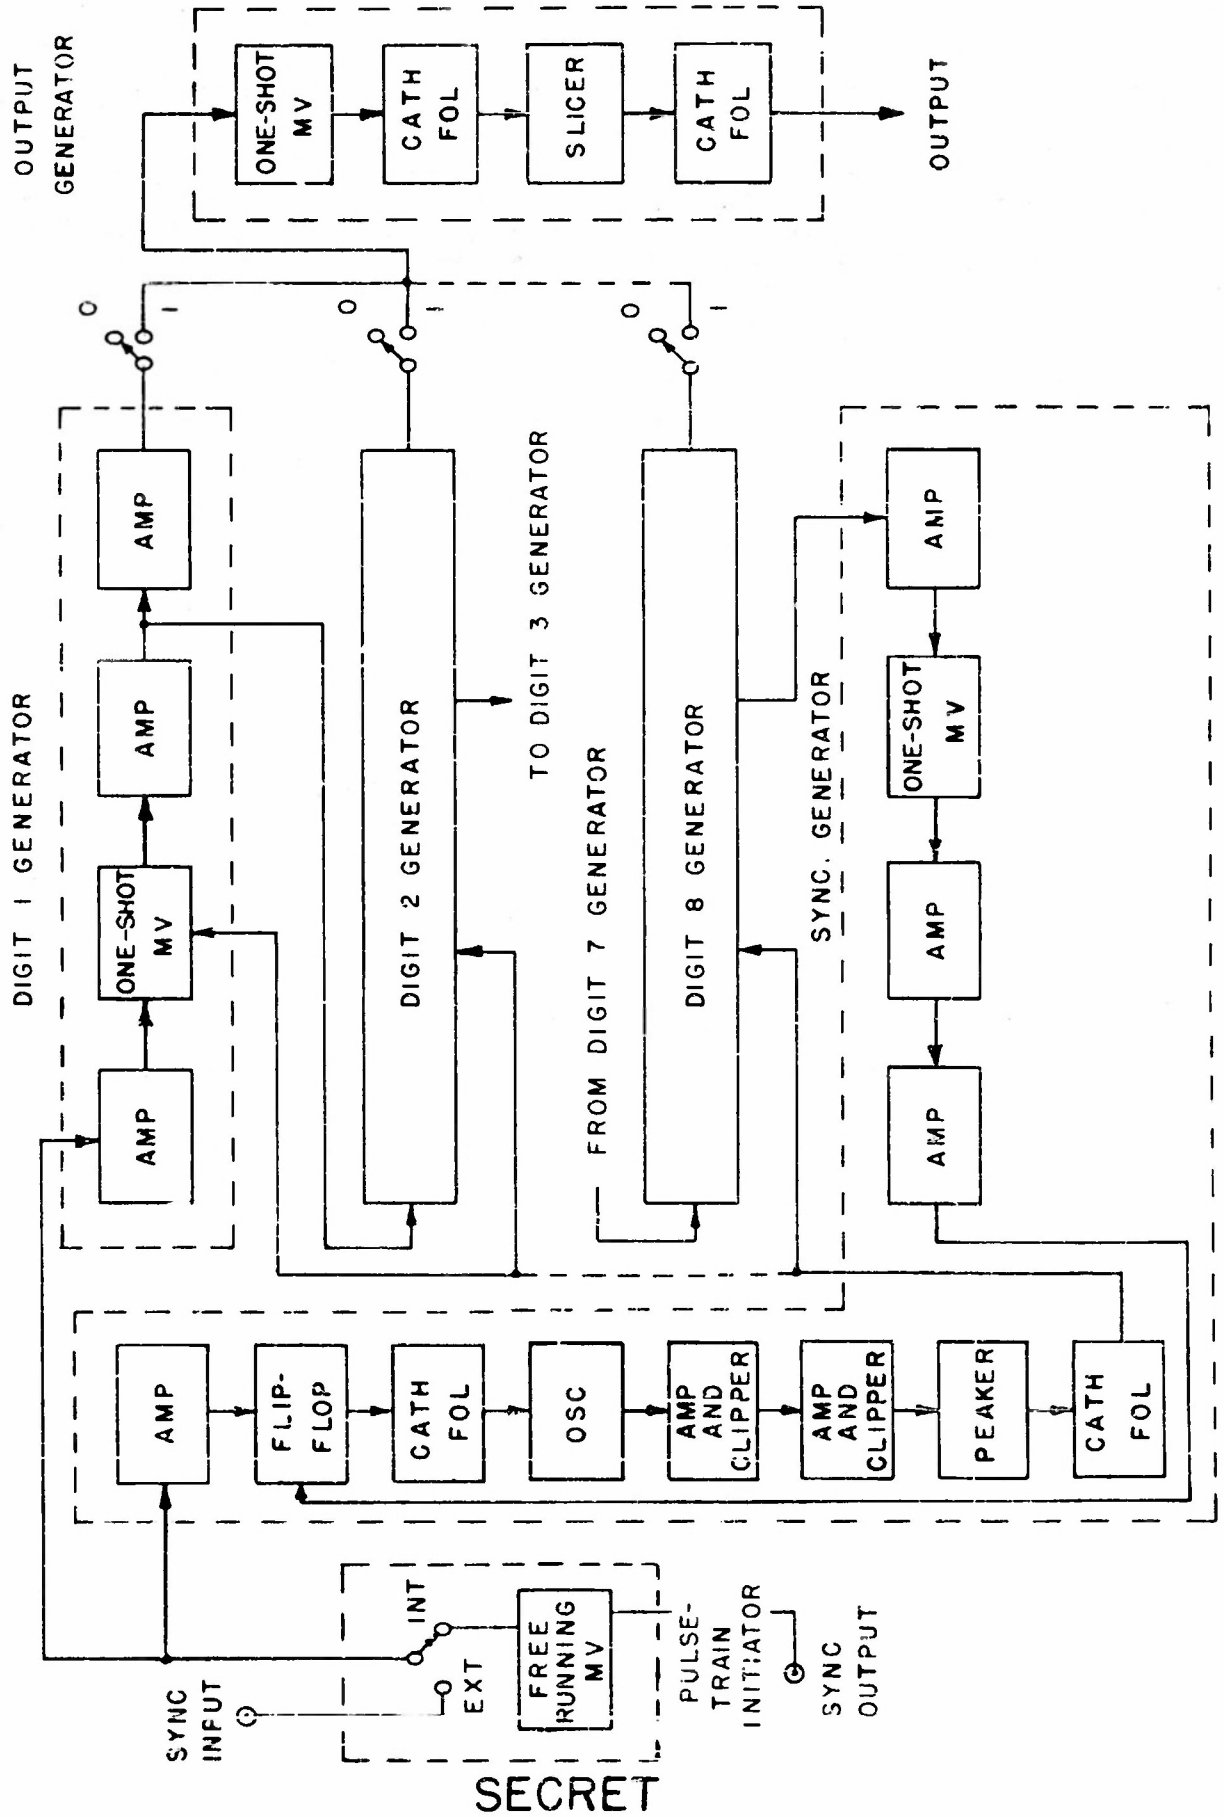 OUTPUT
GENERATOR
ONE-SHOT
MV
CATH
FOL
SLICER
CATH
FOL
OUTPUT
0
1
0
1
0
1
DIGIT 1 GENERATOR
AMP
ONE-SHOT
MV
AMP
AMP
DIGIT 2 GENERATOR
TO DIGIT 3 GENERATOR
FROM DIGIT 7 GENERATOR
DIGIT 8 GENERATOR
SYNC. GENERATOR
AMP
ONE-SHOT
MV
AMP
AMP
AMP
FLIP-
FLOP
CATH
FOL
OSC
AMP
AND
CLIPPER
AMP
AND
CLIPPER
PEAKER
CATH
FOL
SYNC
INPUT
INT
EXT
FREE
RUNNING
MV
PULSE-
TRAIN
INITIATOR
SYNC
OUTPUT
SECRET